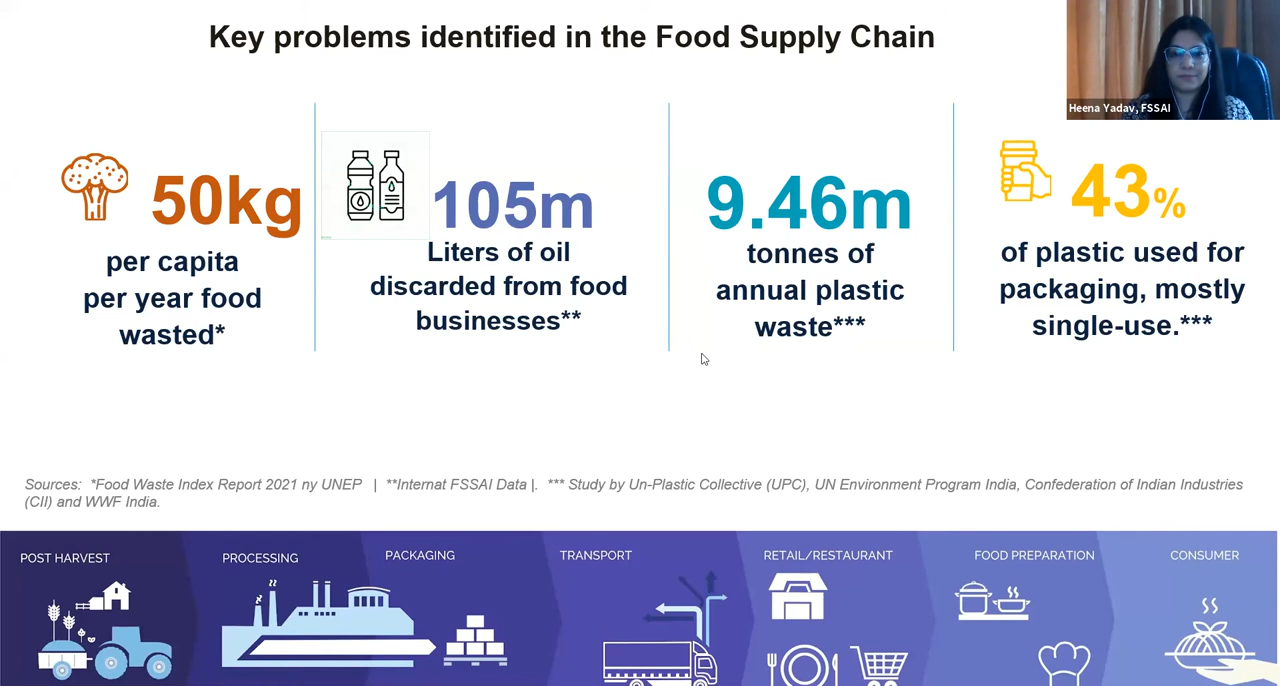 Key problems identified in the Food Supply Chain
Heena Yadav, FSSAI
50kg
per capita
per year food
wasted*
105m
Liters of oil
discarded from food
businesses**
9.46m
tonnes of
annual plastic
waste***
43%
of plastic used for
packaging, mostly
single-use.***
Sources: *Food Waste Index Report 2021 ny UNEP | **Internat FSSAI Data |. *** Study by Un-Plastic Collective (UPC), UN Environment Program India, Confederation of Indian Industries
(CII) and WWF India.
POST HARVEST
PROCESSING
PACKAGING
TRANSPORT
RETAIL/RESTAURANT
FOOD PREPARATION
CONSUMER